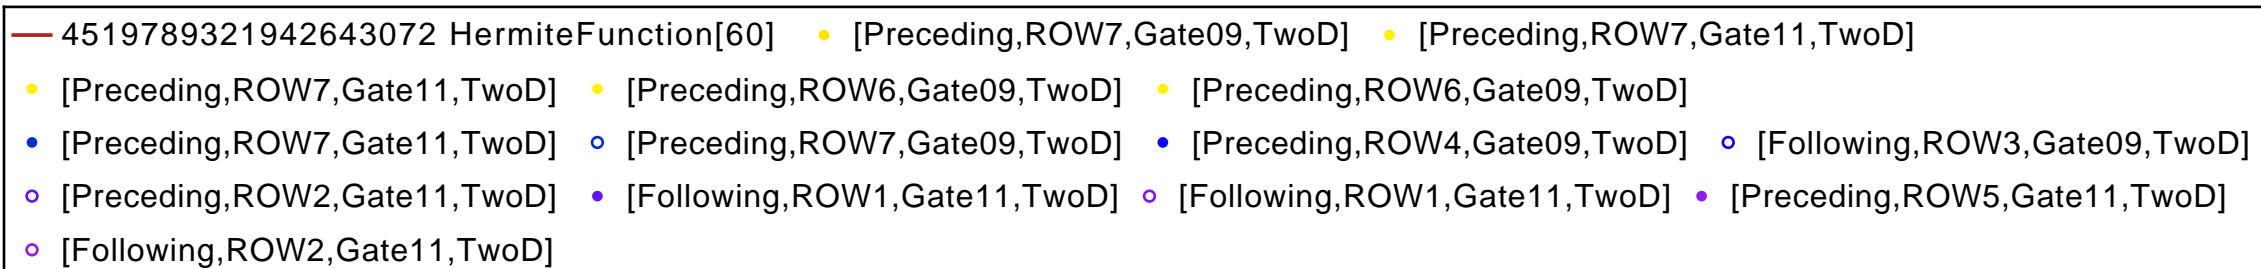 4519789321942643072 HermiteFunction[60] [Preceding,ROW7,Gate09,TwoD] [Preceding,ROW7,Gate11,TwoD]
[Preceding,ROW7,Gate11,TwoD] [Preceding,ROW6,Gate09,TwoD] [Preceding,ROW6,Gate09,TwoD]
[Preceding,ROW7,Gate11,TwoD] [Preceding,ROW7,Gate09,TwoD] [Preceding,ROW4,Gate09,TwoD] [Following,ROW3,Gate09,TwoD]
[Preceding,ROW2,Gate11,TwoD] [Following,ROW1,Gate11,TwoD] [Following,ROW1,Gate11,TwoD] [Preceding,ROW5,Gate11,TwoD]
[Following,ROW2,Gate11,TwoD]